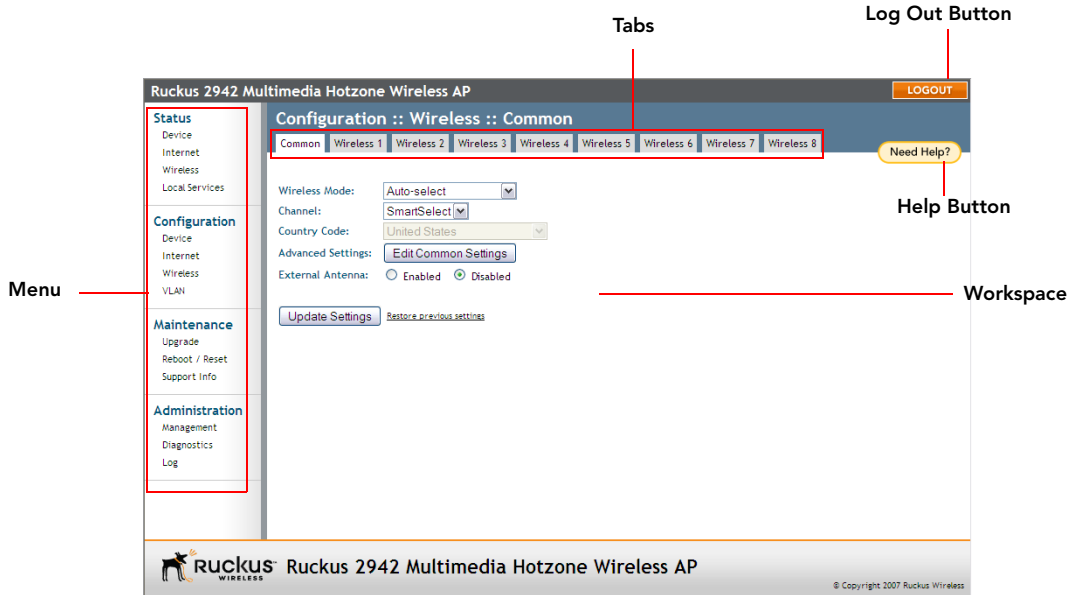 Tabs
Log Out Button
Ruckus 2942 Multimedia Hotzone Wireless AP
LOGOUT
Status
Device
Internet
Wireless
Local Services
Configuration
Device
Internet
Wireless
VLAN
Maintenance
Upgrade
Reboot / Reset
Support Info
Administration
Management
Diagnostics
Log
Menu
Configuration :: Wireless :: Common
Common Wireless 1 Wireless 2 Wireless 3 Wireless 4 Wireless 5 Wireless 6 Wireless 7 Wireless 8
Need Help?
Help Button
Wireless Mode: Auto-select
Channel: SmartSelect
Country Code: United States
Advanced Settings: Edit Common Settings
External Antenna: Enabled Disabled
Workspace
Update Settings Restore previous settings
RUCKUS WIRELESS
Ruckus 2942 Multimedia Hotzone Wireless AP
© Copyright 2007 Ruckus Wireless